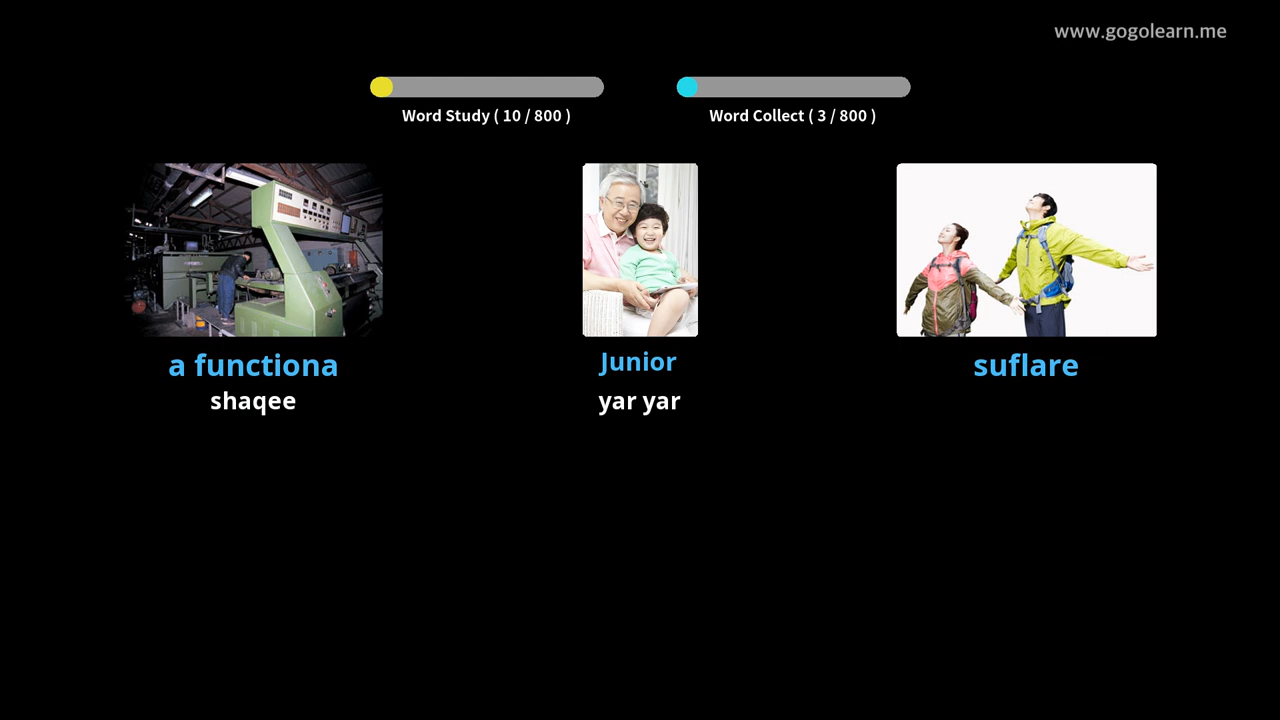 www.gogolearn.me
Word Study ( 10 / 800 )
Word Collect ( 3 / 800 )
a functiona
shaqee
Junior
yar yar
suflare